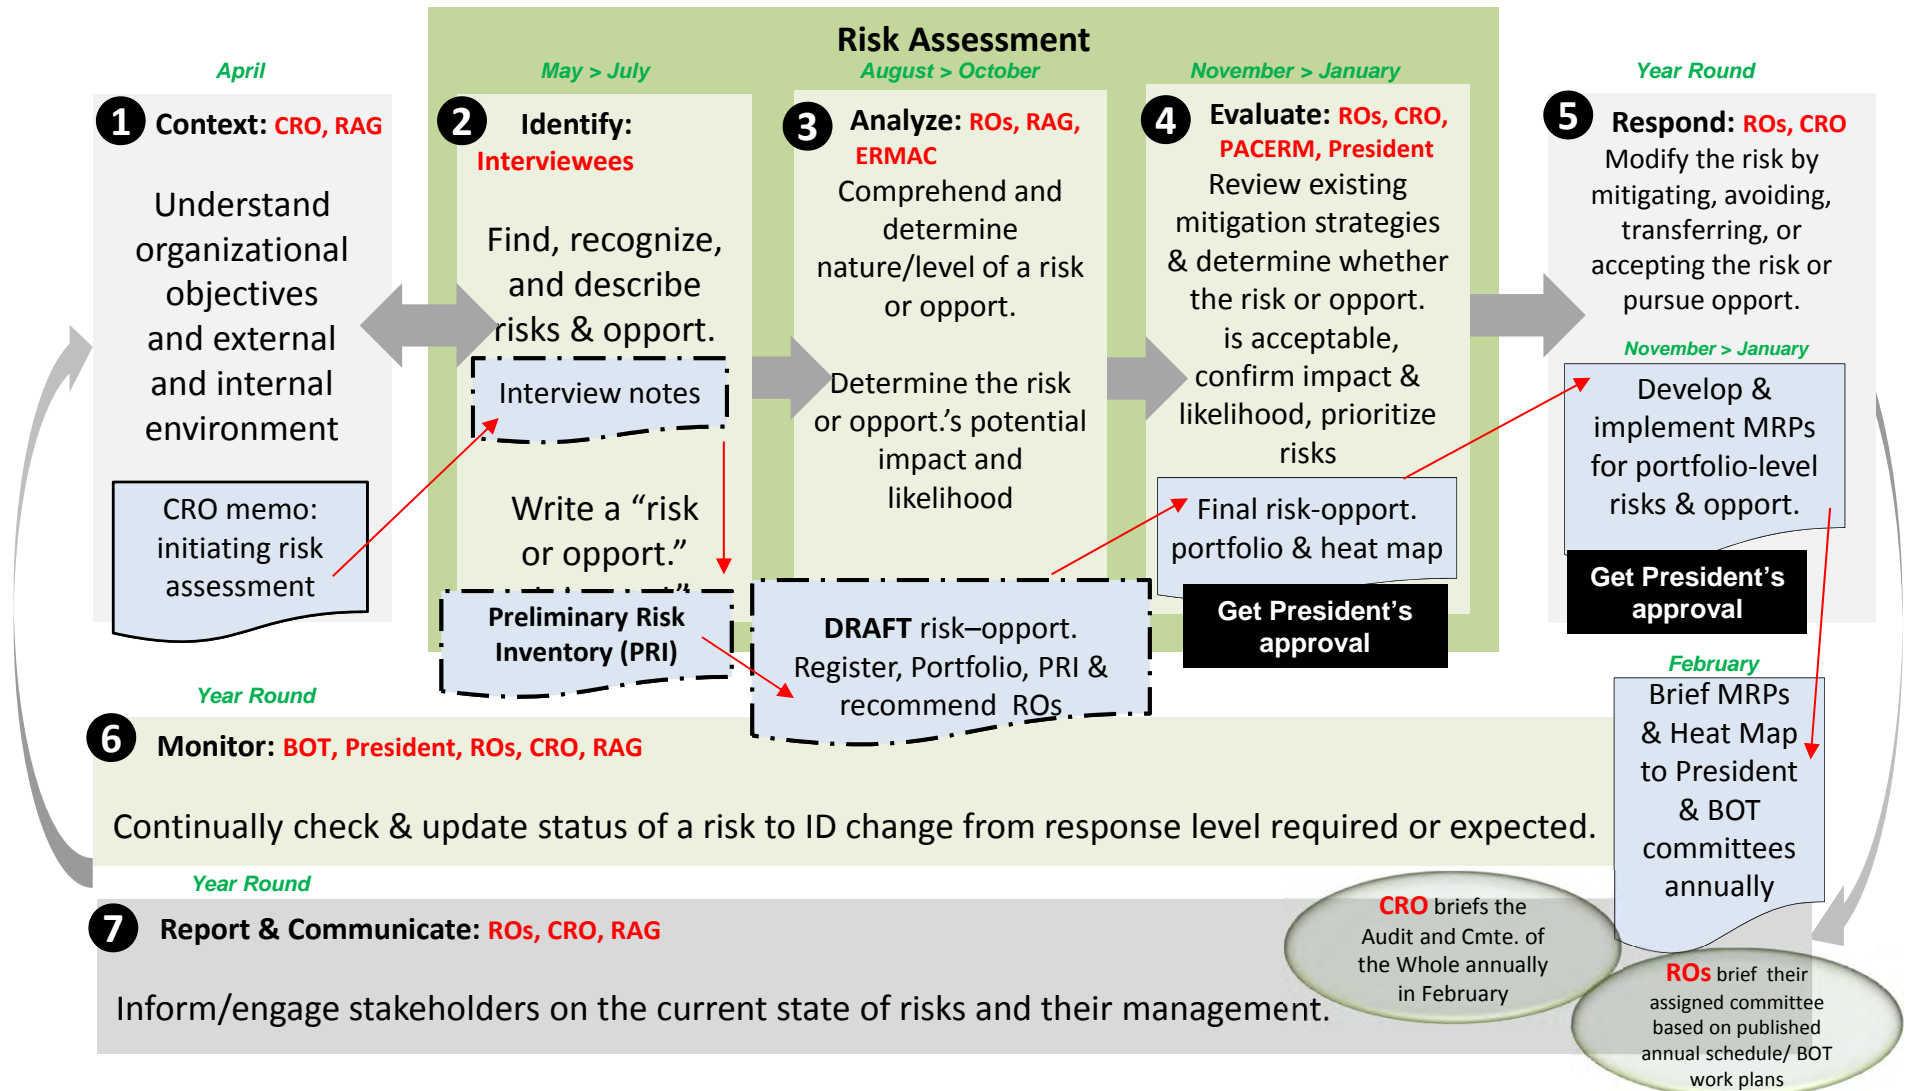 Risk Assessment
April
1 Context: CRO, RAG
Understand
organizational
objectives
and external
and internal
environment
CRO memo:
initiating risk
assessment
May > July
2 Identify:
Interviewees
Find, recognize,
and describe
risks & opport.
Interview notes
Write a “risk
or opport.”
Preliminary Risk
Inventory (PRI)
August > October
3 Analyze: ROs, RAG,
ERMAC
Comprehend and
determine
nature/level of a risk
or opport.
Determine the risk
or opport.’s potential
impact and
likelihood
DRAFT risk–opport.
Register, Portfolio, PRI &
recommend ROs
November > January
4 Evaluate: ROs, CRO,
PACERM, President
Review existing
mitigation strategies
& determine whether
the risk or opport.
is acceptable,
confirm impact &
likelihood, prioritize
risks
Final risk-opport.
portfolio & heat map
Get President’s
approval
Year Round
5 Respond: ROs, CRO
Modify the risk by
mitigating, avoiding,
transferring, or
accepting the risk or
pursue opport.
November > January
Develop &
implement MRPs
for portfolio-level
risks & opport.
Get President’s
approval
February
Brief MRPs
& Heat Map
to President
& BOT
committees
annually
Year Round
6 Monitor: BOT, President, ROs, CRO, RAG
Continually check & update status of a risk to ID change from response level required or expected.
Year Round
7 Report & Communicate: ROs, CRO, RAG
Inform/engage stakeholders on the current state of risks and their management.
CRO briefs the
Audit and Cmte. of
the Whole annually
in February
ROs brief their
assigned committee
based on published
annual schedule/ BOT
work plans